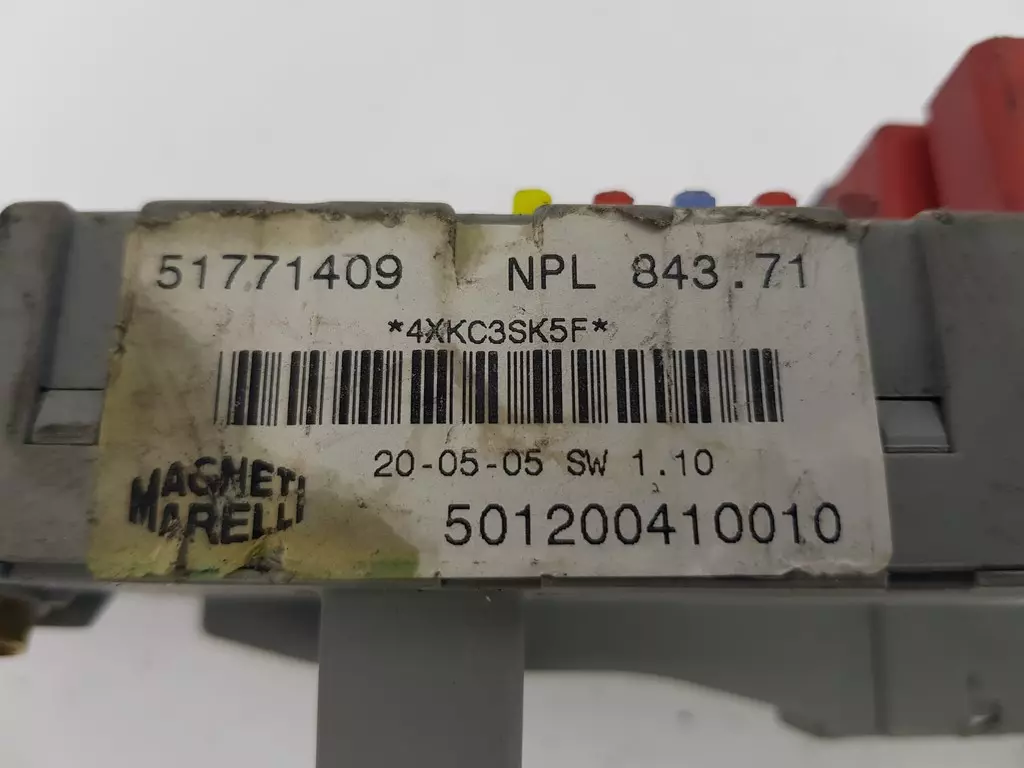 51771409 NPL 843.71
*4XKC3SK5F*
20-05-05 SW 1.10
MAGNETI
MARELLI
501200410010